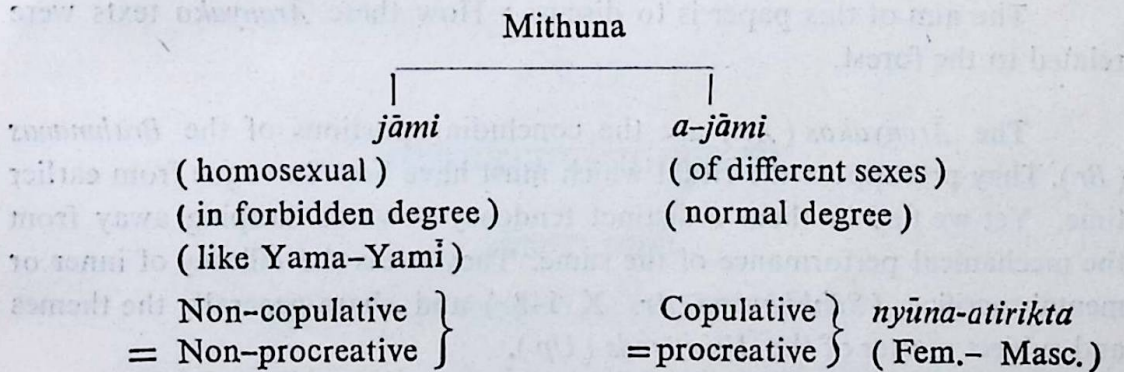 Mithuna
jāmi a-jāmi
( homosexual ) ( of different sexes )
( in forbidden degree ) ( normal degree )
( like Yama-Yamī )
Non-copulative } Copulative } nyūna-atirikta
= Non-procreative =procreative ( Fem.- Masc. )